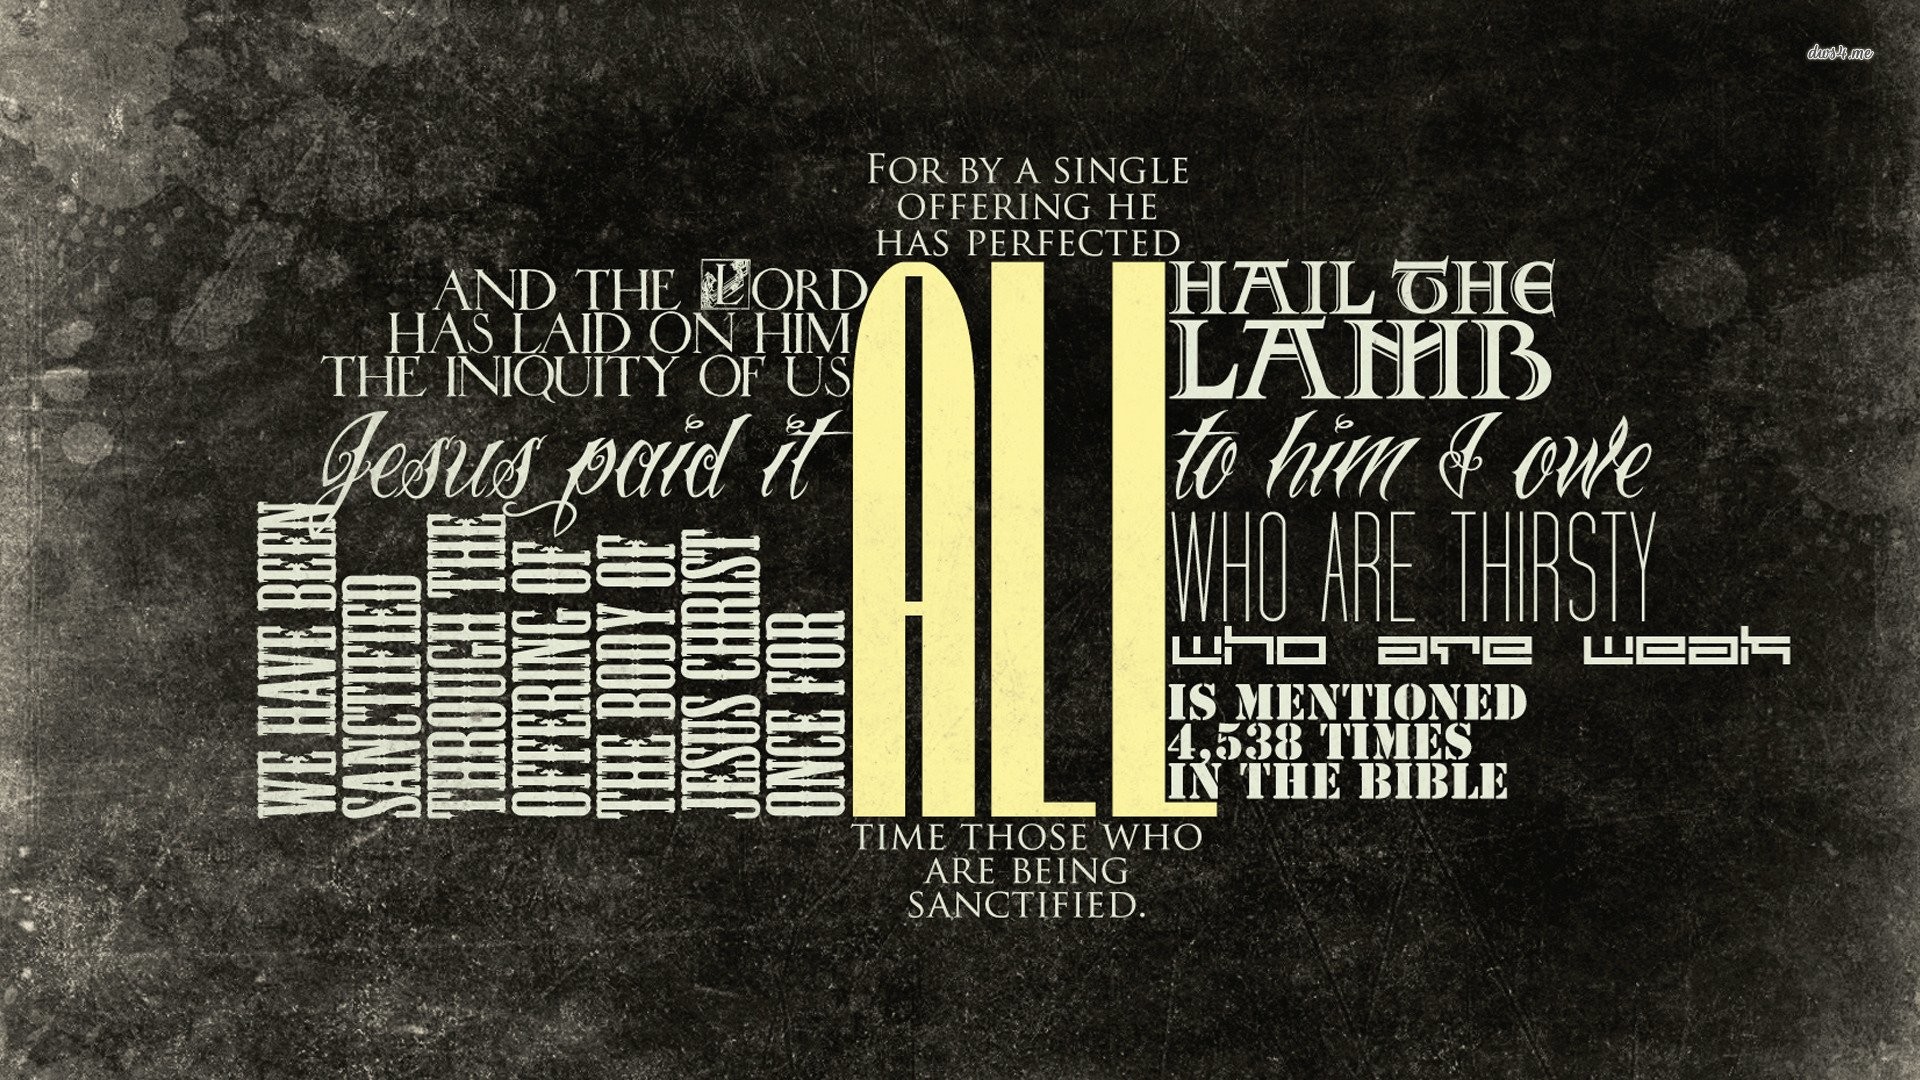 dws4.me
FOR BY A SINGLE
OFFERING HE
HAS PERFECTED
AND THE LORD
HAS LAID ON HIM
THE INIQUITY OF US
Jesus paid it
WE HAVE BEEN
SANCTIFIED
THROUGH THE
OFFERING OF
THE BODY OF
JESUS CHRIST
ONCE FOR
ALL
HAIL THE
LAMB
to him I owe
WHO ARE THIRSTY
who are weak
IS MENTIONED
4,538 TIMES
IN THE BIBLE
TIME THOSE WHO
ARE BEING
SANCTIFIED.